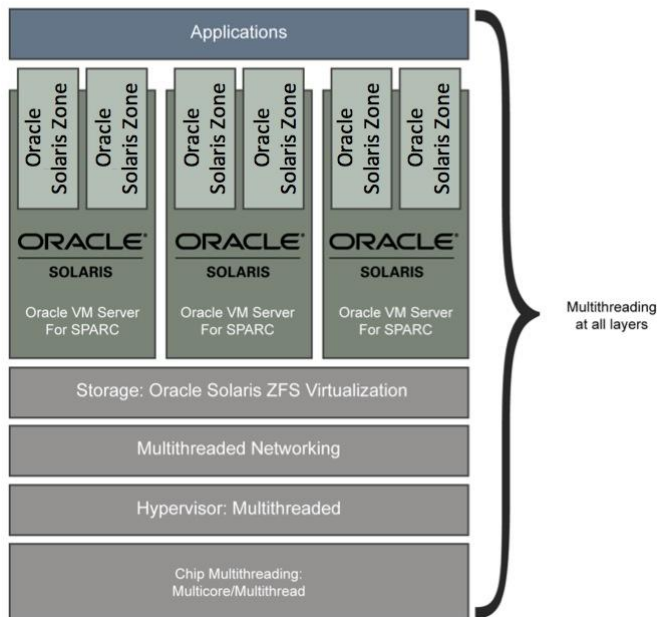 Applications
Oracle
Solaris Zone
Oracle
Solaris Zone
Oracle
Solaris Zone
Oracle
Solaris Zone
Oracle
Solaris Zone
Oracle
Solaris Zone
ORACLE®
SOLARIS
Oracle VM Server
For SPARC
ORACLE®
SOLARIS
Oracle VM Server
For SPARC
ORACLE®
SOLARIS
Oracle VM Server
For SPARC
Storage: Oracle Solaris ZFS Virtualization
Multithreaded Networking
Hypervisor: Multithreaded
Chip Multithreading:
Multicore/Multithread
Multithreading
at all layers